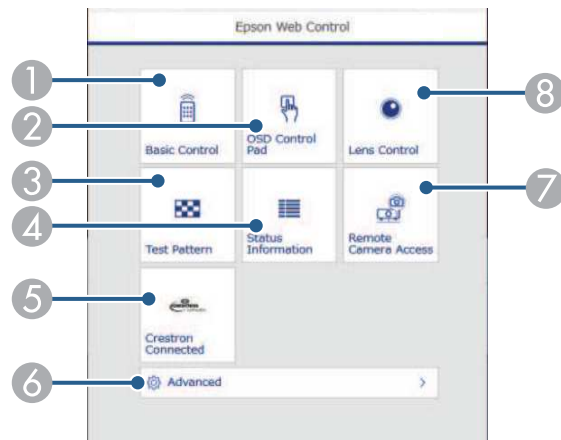 Epson Web Control
1
8
2
Basic Control
OSD Control
Pad
Lens Control
3
7
4
Test Pattern
Status
Information
Remote
Camera Access
5
Crestron
Connected
6
Advanced